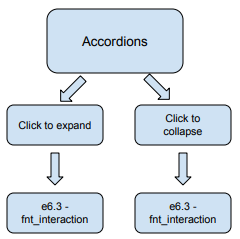 Accordions
Click to expand
Click to
collapse
e6.3 -
fnt_interaction
e6.3 -
fnt_interaction